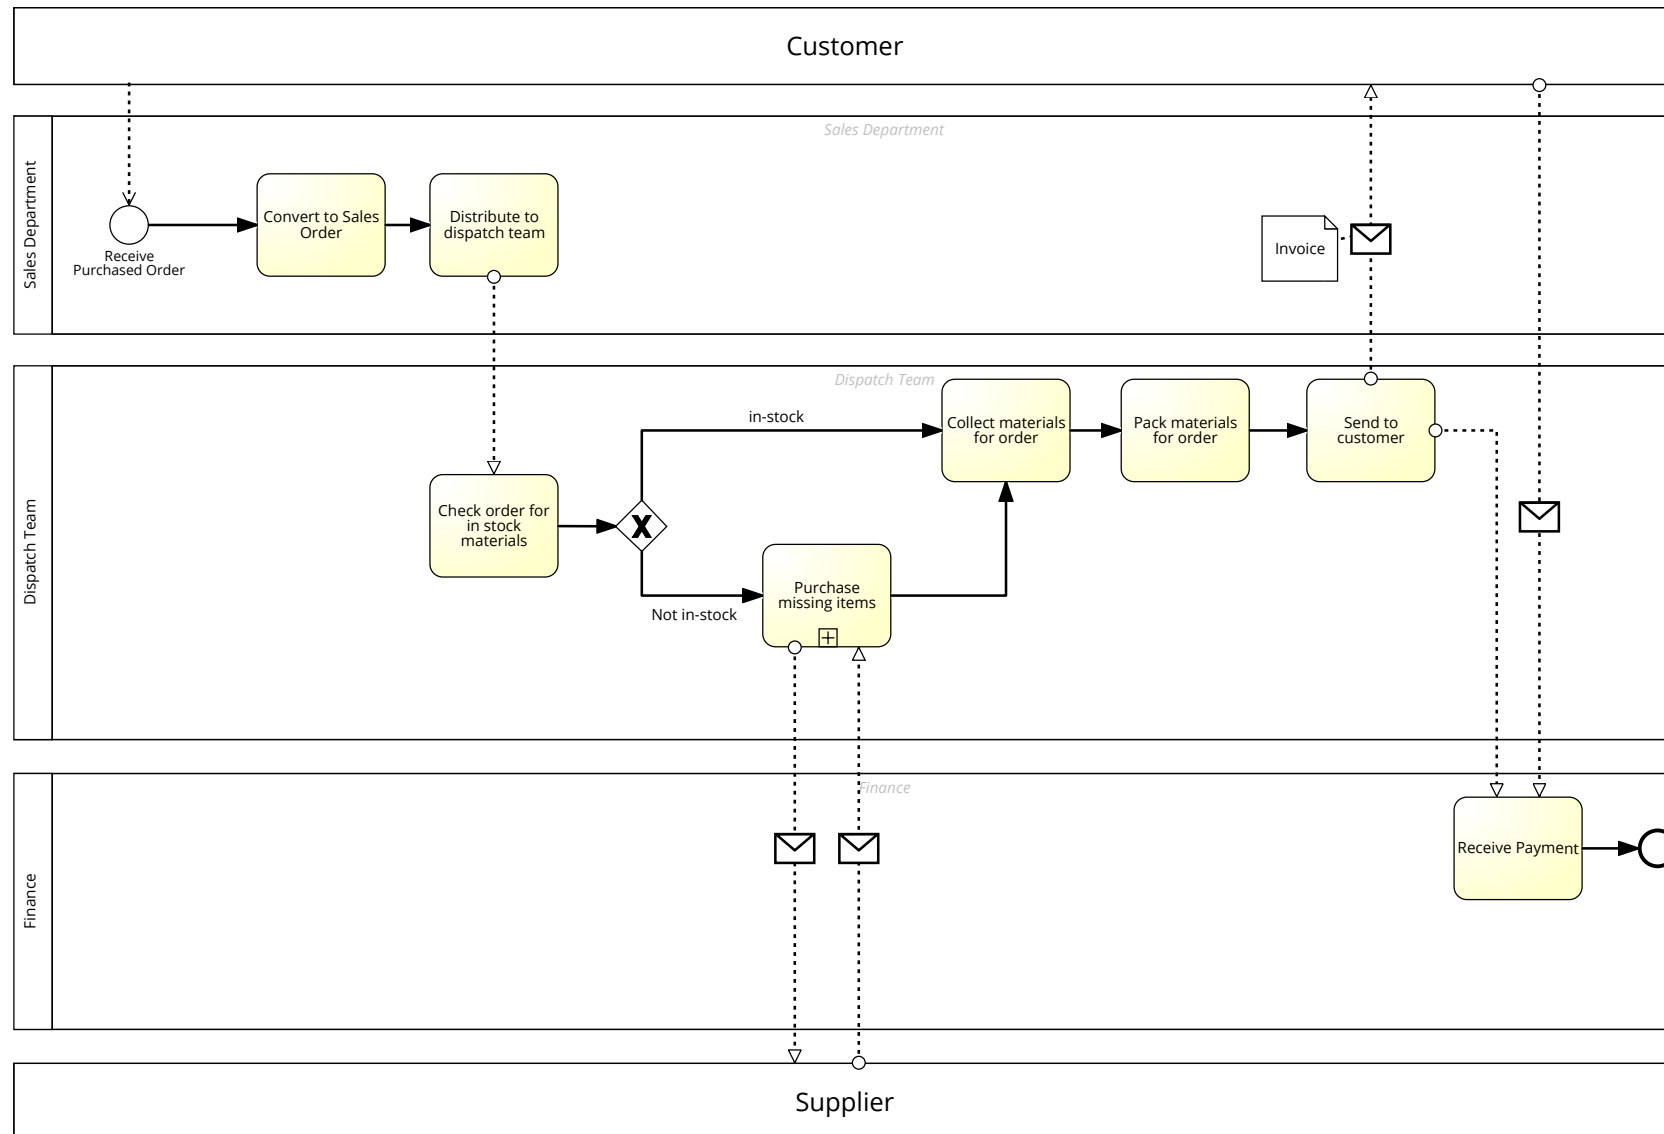 Customer
Sales Department
Sales Department
Receive
Purchased Order
Convert to Sales
Order
Distribute to
dispatch team
Invoice
Dispatch Team
Dispatch Team
Check order for
in stock
materials
X
in-stock
Not in-stock
Purchase
missing items
Collect materials
for order
Pack materials
for order
Send to
customer
Finance
Finance
Receive Payment
Supplier